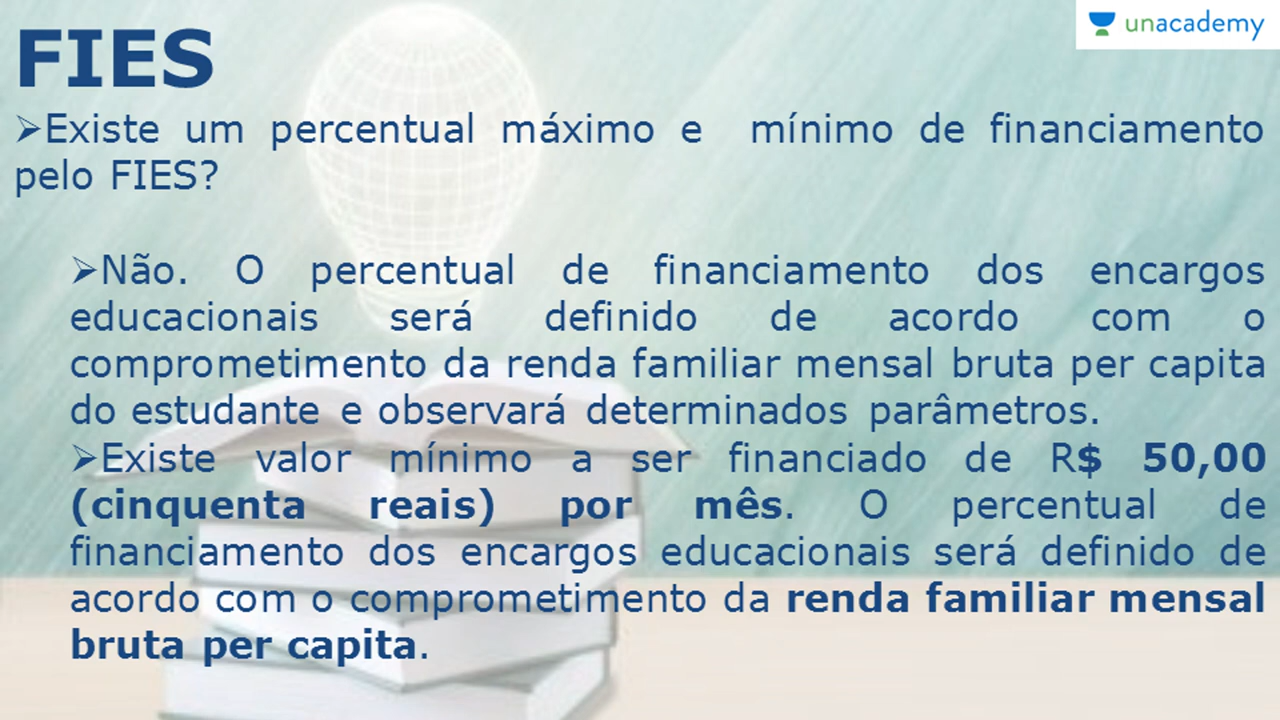 unacademy
FIES
➢Existe um percentual máximo e mínimo de financiamento
pelo FIES?
➢Não. O percentual de financiamento dos encargos
educacionais será definido de acordo com o
comprometimento da renda familiar mensal bruta per capita
do estudante e observará determinados parâmetros.
➢Existe valor mínimo a ser financiado de R$ 50,00
(cinquenta reais) por mês. O percentual de
financiamento dos encargos educacionais será definido de
acordo com o comprometimento da renda familiar mensal
bruta per capita.